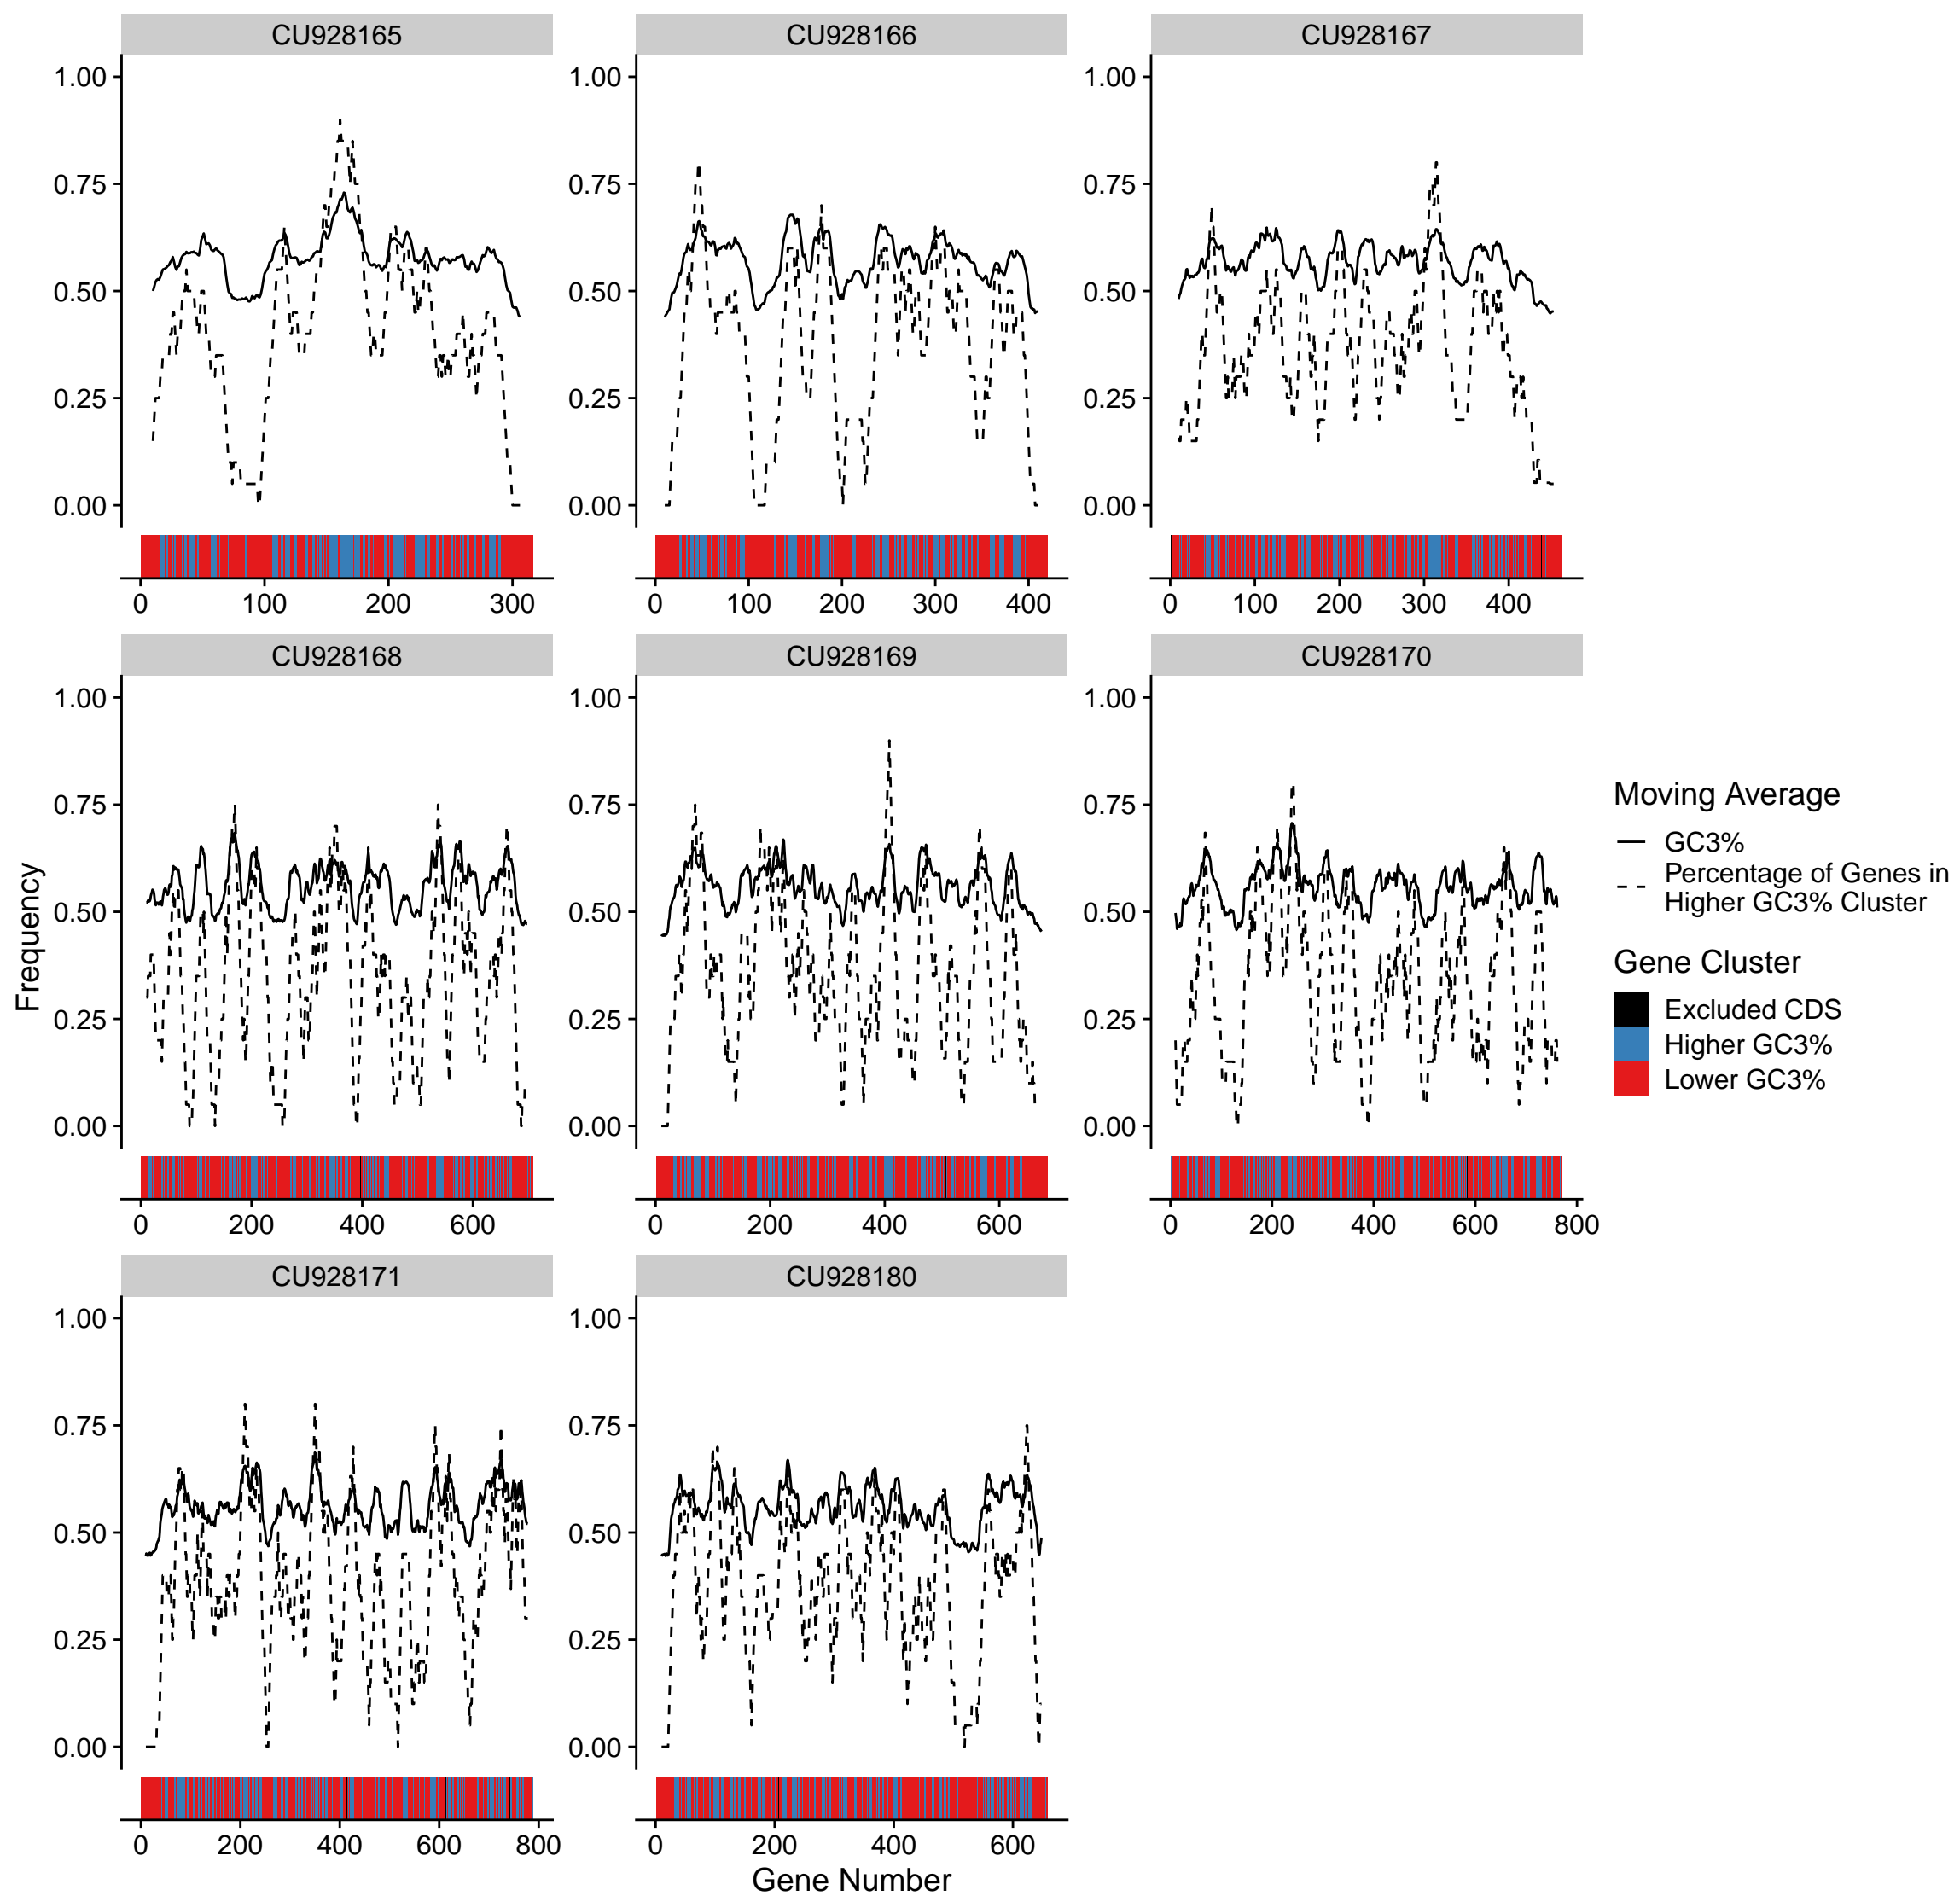 CU928165 CU928166 CU928167
1.00 1.00 1.00
0.75 0.75 0.75
0.50 0.50 0.50
0.25 0.25 0.25
0.00 0.00 0.00
0 100 200 300 0 100 200 300 400 0 100 200 300 400
CU928168 CU928169 CU928170
1.00 1.00 1.00
0.75 0.75 0.75
0.50 0.50 0.50
0.25 0.25 0.25
0.00 0.00 0.00
0 200 400 600 0 200 400 600 0 200 400 600 800
CU928171 CU928180
1.00 1.00
0.75 0.75
0.50 0.50
0.25 0.25
0.00 0.00
0 200 400 600 800 0 200 400 600
Gene Number
Frequency
Moving Average
GC3%
Percentage of Genes in
Higher GC3% Cluster
Gene Cluster
Excluded CDS
Higher GC3%
Lower GC3%